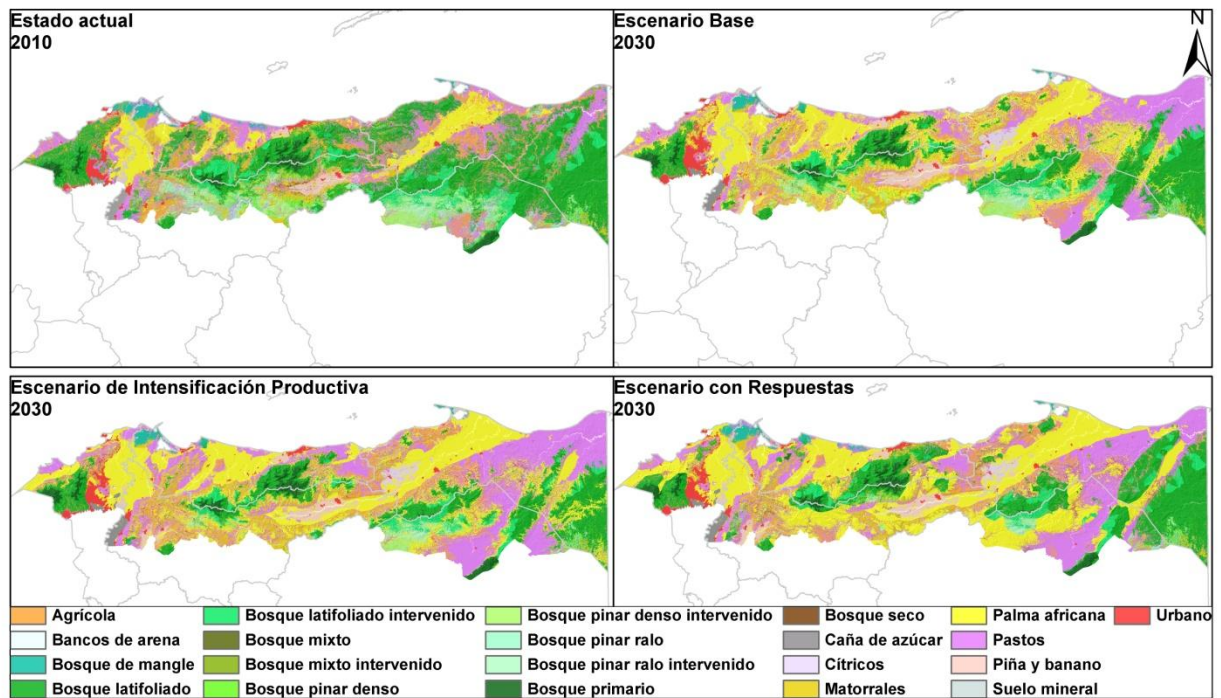 Estado actual
2010
Escenario Base
2030
N
Escenario de Intensificación Productiva
2030
Escenario con Respuestas
2030
Agrícola
Bancos de arena
Bosque de mangle
Bosque latifoliado
Bosque latifoliado intervenido
Bosque mixto
Bosque mixto intervenido
Bosque pinar denso
Bosque pinar denso intervenido
Bosque pinar ralo
Bosque pinar ralo intervenido
Bosque primario
Bosque seco
Caña de azúcar
Cítricos
Matorrales
Palma africana
Pastos
Piña y banano
Suelo mineral
Urbano